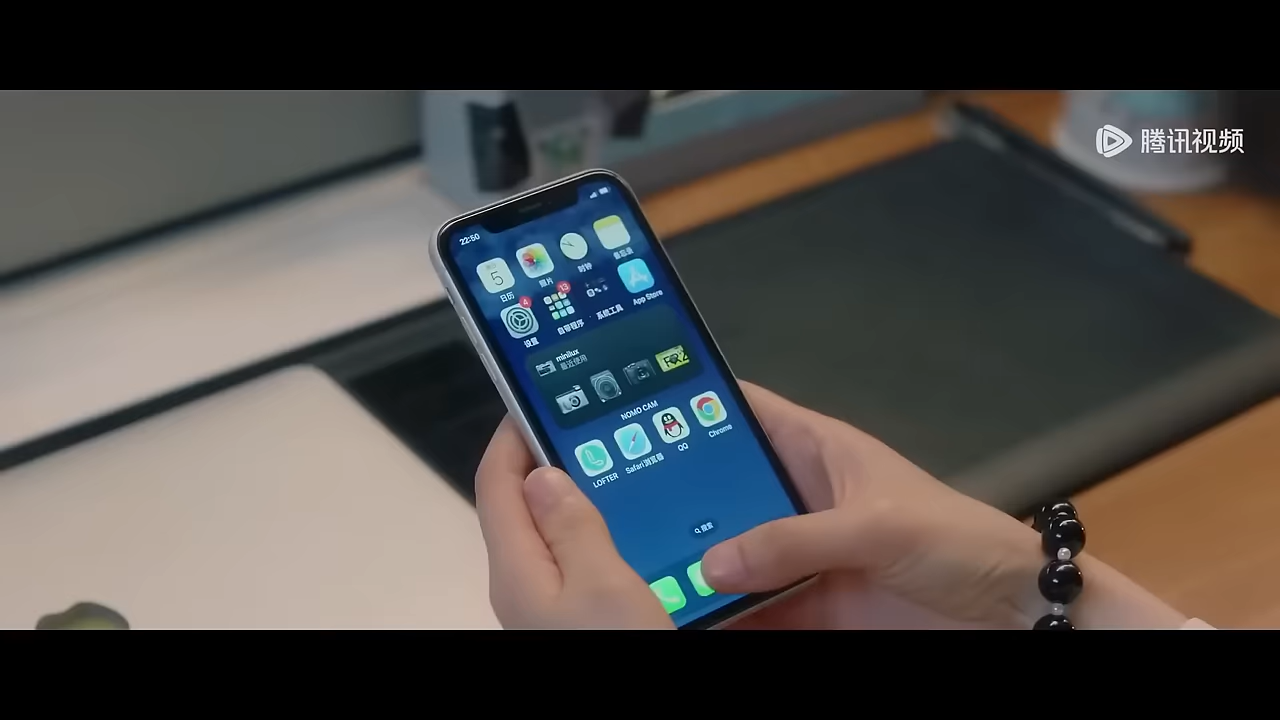 腾讯视频
22:50
5
日历
照片
时钟
备忘录
4
设置
13
自带程序
系统工具
App Store
minilux
最近使用
NOMO CAM
LOFTER
Safari浏览器
QQ
Chrome
搜索